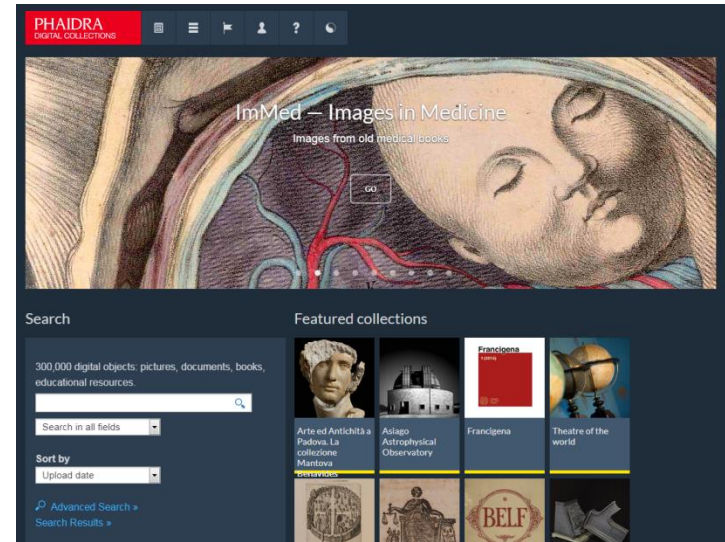 PHAIDRA
DIGITAL COLLECTIONS
?
ImMed — Images in Medicine
Images from old medical books
GO
Search
300,000 digital objects: pictures, documents, books,
educational resources.
Search in all fields
Sort by
Upload date
Advanced Search »
Search Results »
Featured collections
Arte ed Antichità a
Padova. La
collezione
Mantova
Benavides
Asiago
Astrophysical
Observatory
Francigena
Francigena
Theatre of the
world
BELF